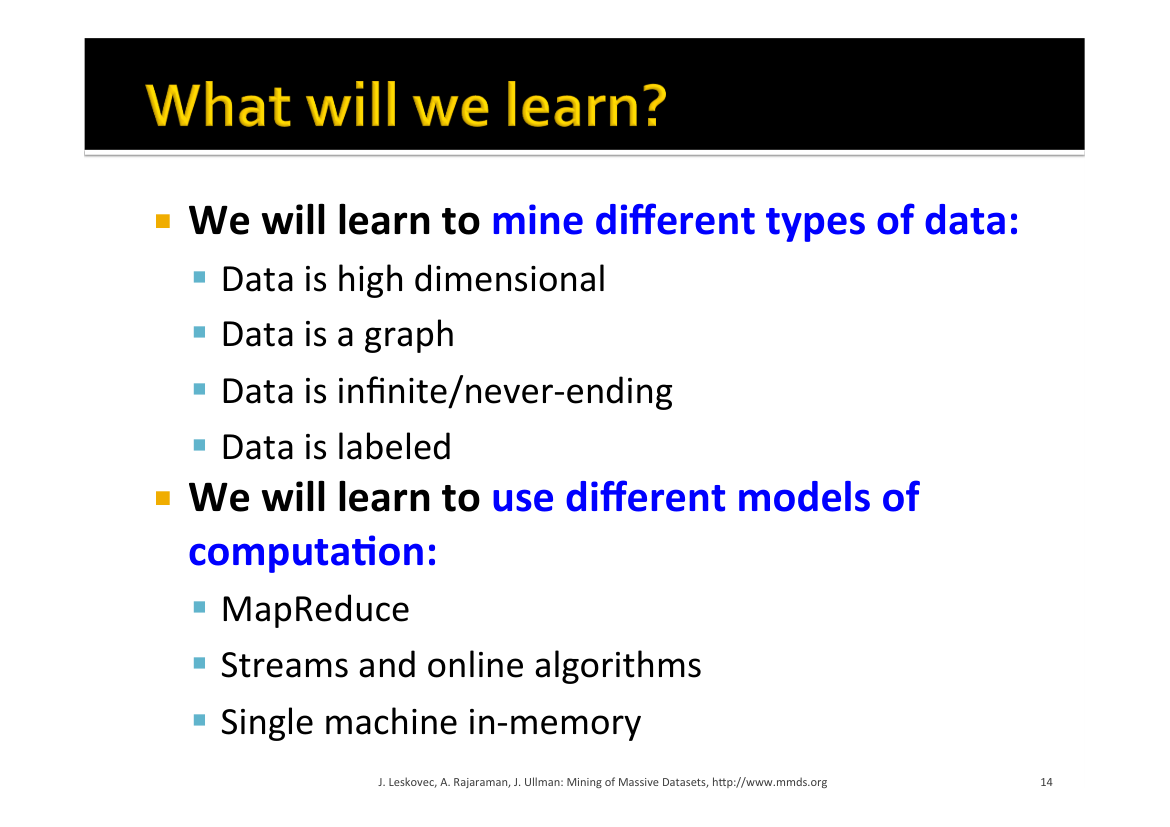 What will we learn?
We will learn to mine different types of data:
Data is high dimensional
Data is a graph
Data is infinite/never-ending
Data is labeled
We will learn to use different models of
computation:
MapReduce
Streams and online algorithms
Single machine in-memory
J. Leskovec, A. Rajaraman, J. Ullman: Mining of Massive Datasets, http://www.mmds.org
14